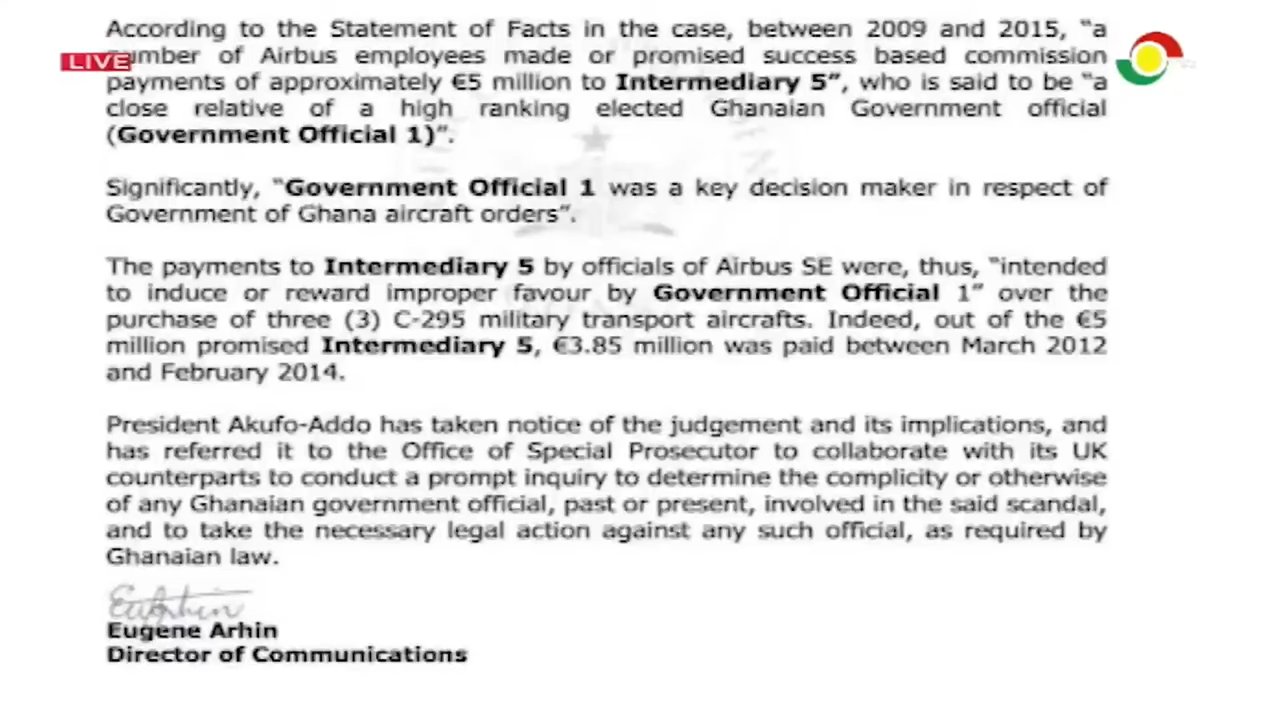 According to the Statement of Facts in the case, between 2009 and 2015, “a
number of Airbus employees made or promised success based commission
LIVE
payments of approximately €5 million to Intermediary 5”, who is said to be “a
close relative of a high ranking elected Ghanaian Government official
(Government Official 1)”.
Significantly, “Government Official 1 was a key decision maker in respect of
Government of Ghana aircraft orders”.
The payments to Intermediary 5 by officials of Airbus SE were, thus, “intended
to induce or reward improper favour by Government Official 1” over the
purchase of three (3) C-295 military transport aircrafts. Indeed, out of the €5
million promised Intermediary 5, €3.85 million was paid between March 2012
and February 2014.
President Akufo-Addo has taken notice of the judgement and its implications, and
has referred it to the Office of Special Prosecutor to collaborate with its UK
counterparts to conduct a prompt inquiry to determine the complicity or otherwise
of any Ghanaian government official, past or present, involved in the said scandal,
and to take the necessary legal action against any such official, as required by
Ghanaian law.
Eugene Arhin
Director of Communications